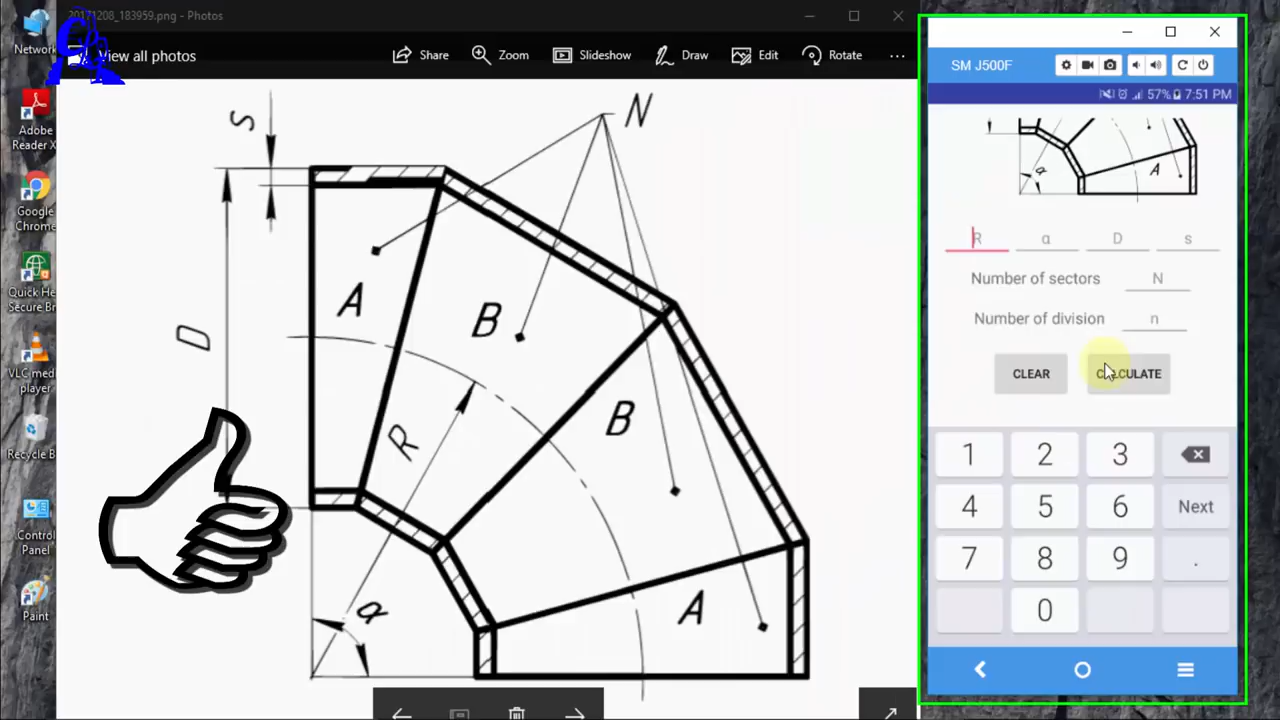 20171208_183959.png - Photos
View all photos
Share
Zoom
Slideshow
Draw
Edit
Rotate
Network
Adobe
Reader X
Google
Chrome
Quick He
Secure Br
VLC med
player
Recycle B
Control
Panel
Paint
S
N
D
A
B
R
B
α
A
SM J500F
57% 7:51 PM
α
A
R α D s
Number of sectors N
Number of division n
CLEAR CALCULATE
1 2 3
4 5 6 Next
7 8 9 .
0